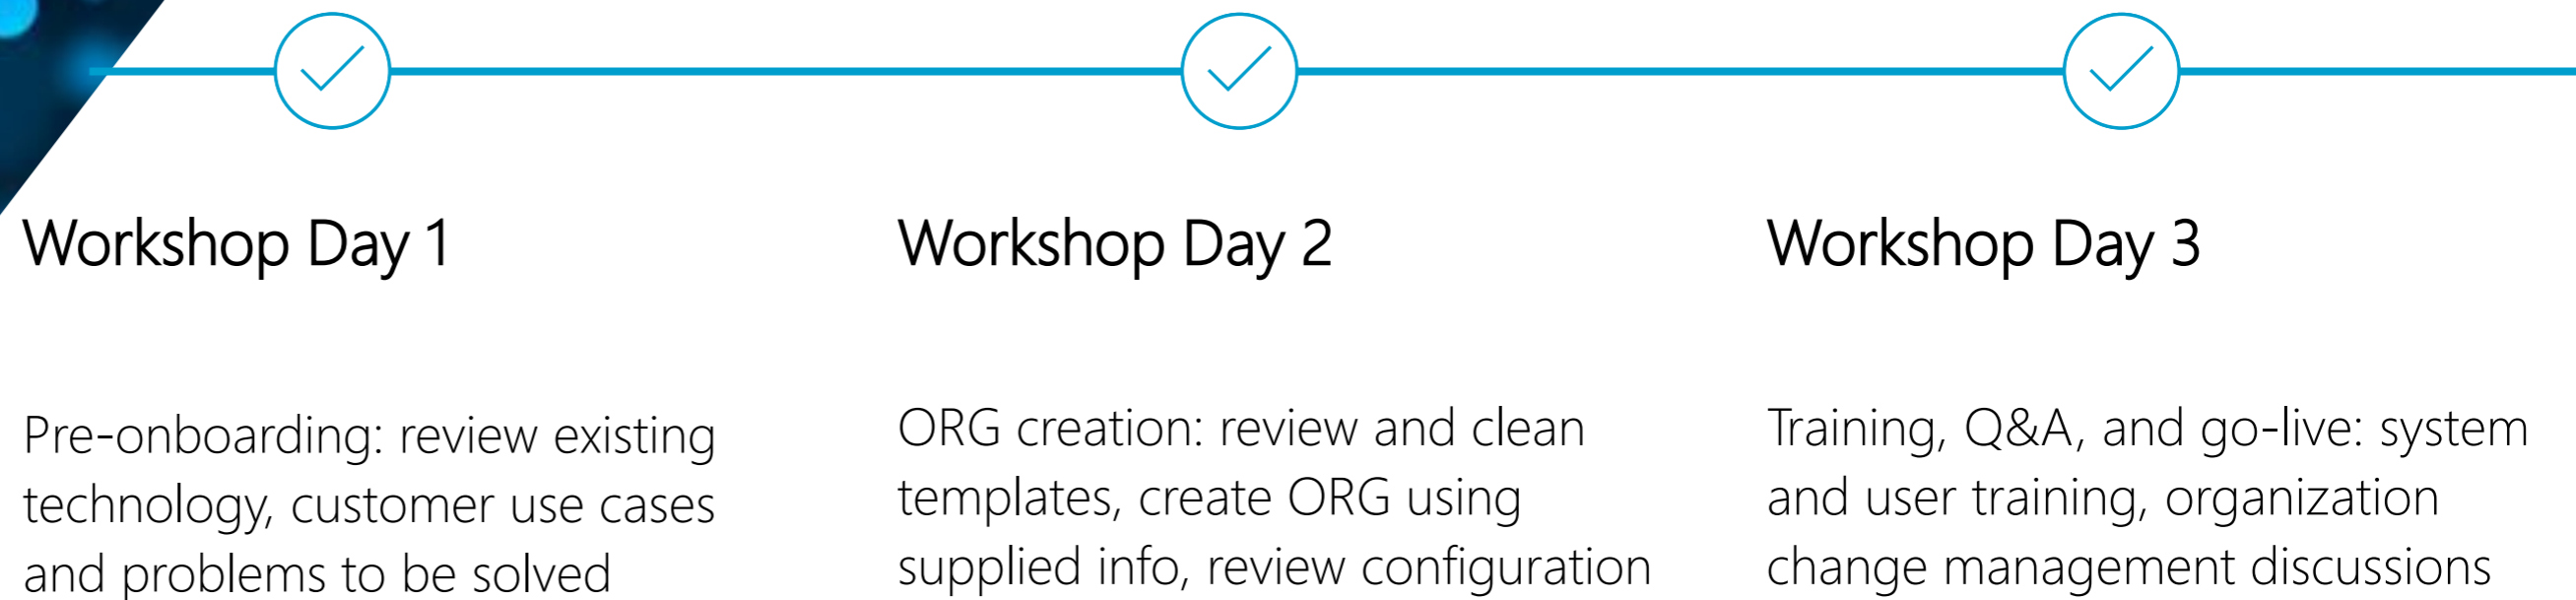 Workshop Day 1
Pre-onboarding: review existing
technology, customer use cases
and problems to be solved
Workshop Day 2
ORG creation: review and clean
templates, create ORG using
supplied info, review configuration
Workshop Day 3
Training, Q&A, and go-live: system
and user training, organization
change management discussions